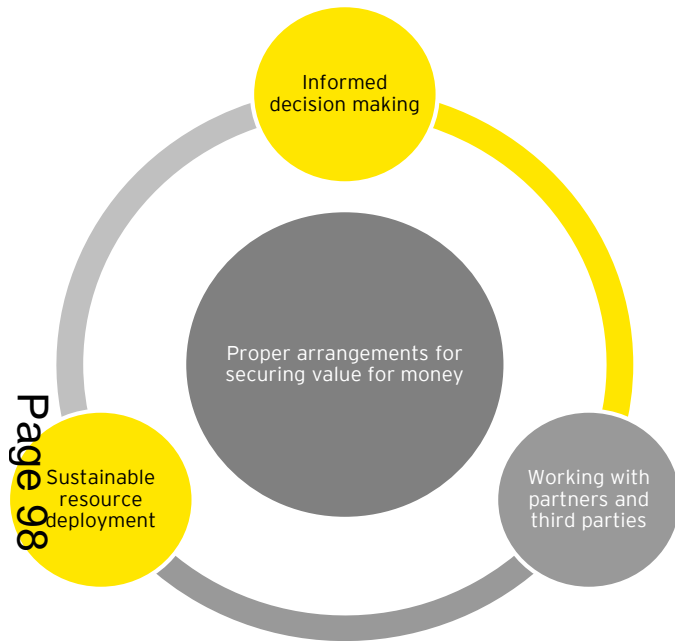 Informed
decision making
Proper arrangements for
securing value for money
Page 98
Sustainable
resource
deployment
Working with
partners and
third parties